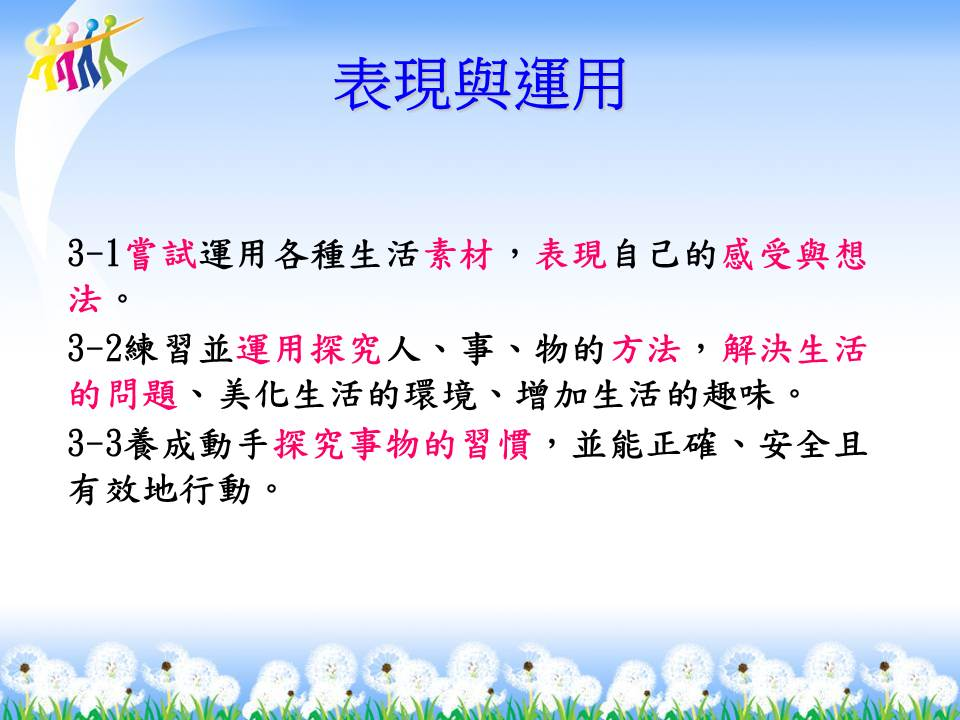 表現與運用
3-1嘗試運用各種生活素材，表現自己的感受與想
法。
3-2練習並運用探究人、事、物的方法，解決生活
的問題、美化生活的環境、增加生活的趣味。
3-3養成動手探究事物的習慣，並能正確、安全且
有效地行動。